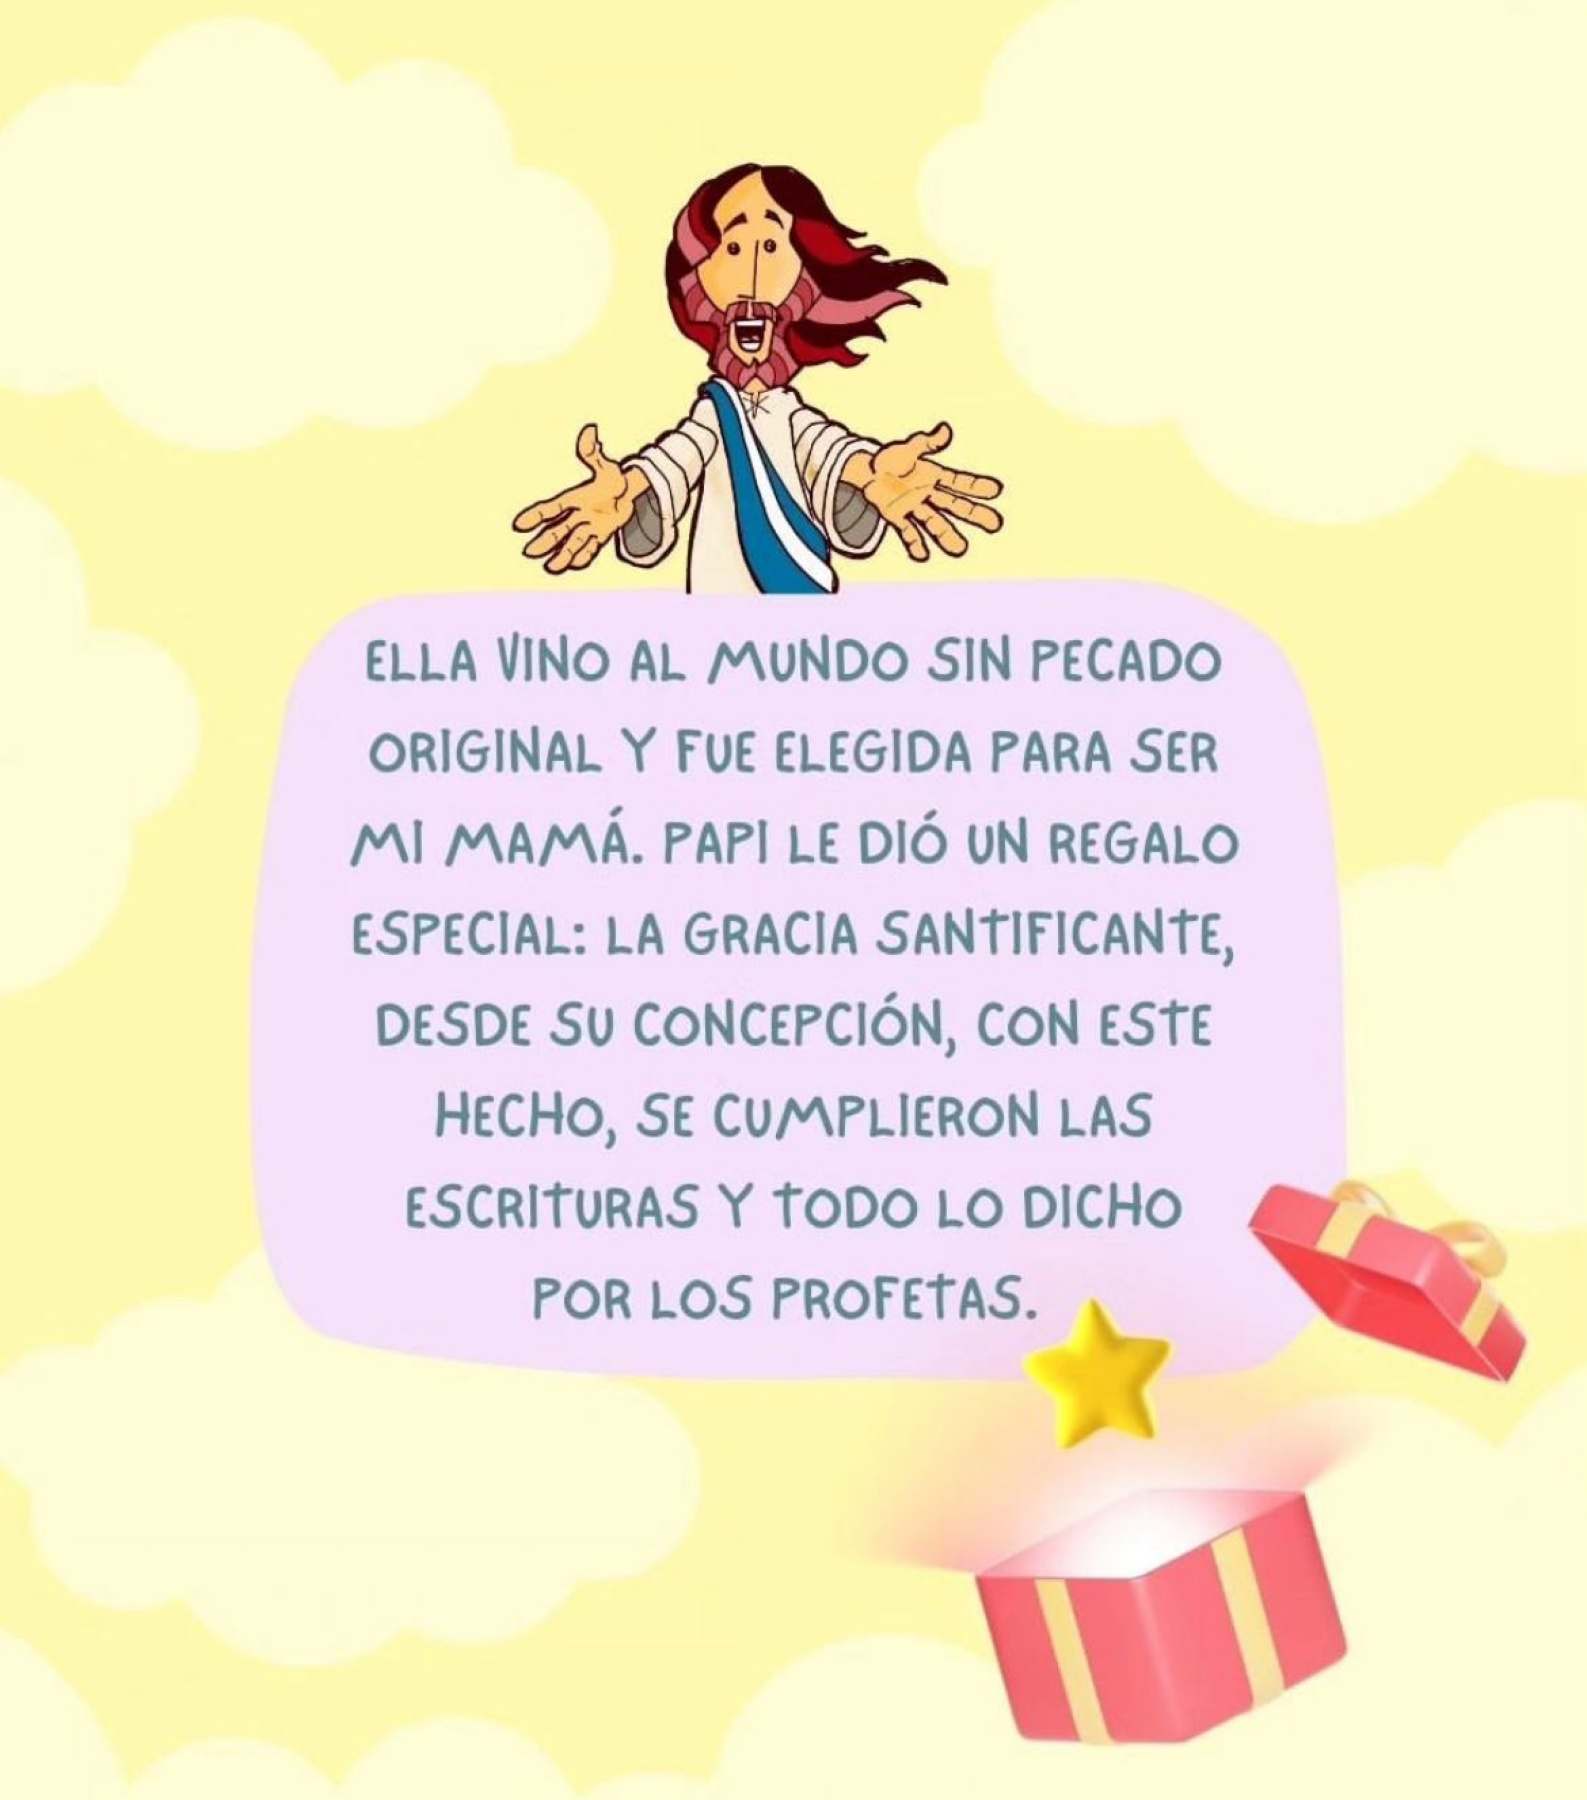 ELLA VINO AL MUNDO SIN PECADO
ORIGINAL Y FUE ELEGIDA PARA SER
MI MAMÁ. PAPI LE DIÓ UN REGALO
ESPECIAL: LA GRACIA SANTIFICANTE,
DESDE SU CONCEPCIÓN, CON ESTE
HECHO, SE CUMPLIERON LAS
ESCRITURAS Y TODO LO DICHO
POR LOS PROFETAS.